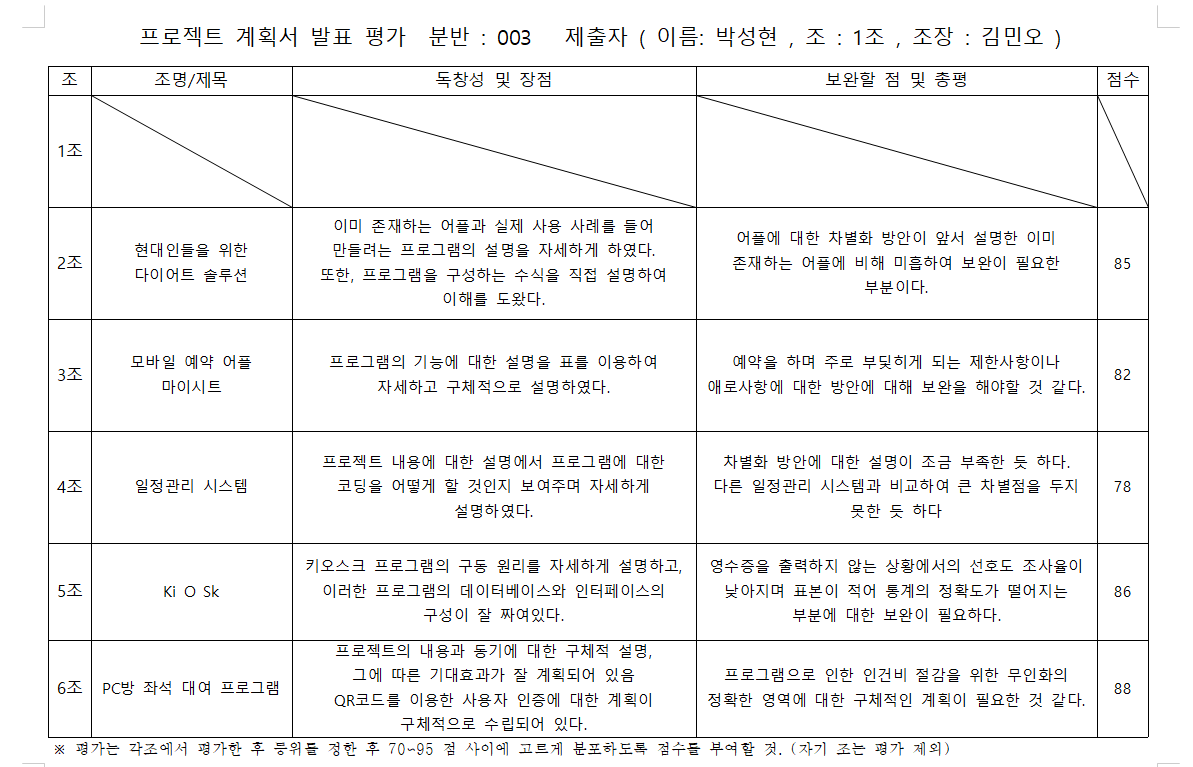 프로젝트 계획서 발표 평가 분반 : 003 제출자 ( 이름: 박성현 , 조 : 1조 , 조장 : 김민오 )
조 조명/제목 독창성 및 장점 보완할 점 및 총평 점수
1조
2조
현대인들을 위한
다이어트 솔루션
이미 존재하는 어플과 실제 사용 사례를 들어
만들려는 프로그램의 설명을 자세하게 하였다.
또한, 프로그램을 구성하는 수식을 직접 설명하여
이해를 도왔다.
어플에 대한 차별화 방안이 앞서 설명한 이미
존재하는 어플에 비해 미흡하여 보완이 필요한
부분이다.
85
3조
모바일 예약 어플
마이시트
프로그램의 기능에 대한 설명을 표를 이용하여
자세하고 구체적으로 설명하였다.
예약을 하며 주로 부딪히게 되는 제한사항이나
애로사항에 대한 방안에 대해 보완을 해야할 것 같다.
82
4조
일정관리 시스템
프로젝트 내용에 대한 설명에서 프로그램에 대한
코딩을 어떻게 할 것인지 보여주며 자세하게
설명하였다.
차별화 방안에 대한 설명이 조금 부족한 듯 하다.
다른 일정관리 시스템과 비교하여 큰 차별점을 두지
못한 듯 하다
78
5조
Ki O Sk
키오스크 프로그램의 구동 원리를 자세하게 설명하고,
이러한 프로그램의 데이터베이스와 인터페이스의
구성이 잘 짜여있다.
영수증을 출력하지 않는 상황에서의 선호도 조사율이
낮아지며 표본이 적어 통계의 정확도가 떨어지는
부분에 대한 보완이 필요하다.
86
6조
PC방 좌석 대여 프로그램
프로젝트의 내용과 동기에 대한 구체적 설명,
그에 따른 기대효과가 잘 계획되어 있음
QR코드를 이용한 사용자 인증에 대한 계획이
구체적으로 수립되어 있다.
프로그램으로 인한 인건비 절감을 위한 무인화의
정확한 영역에 대한 구체적인 계획이 필요한 것 같다.
88
※ 평가는 각조에서 평가한 후 등위를 정한 후 70~95 점 사이에 고르게 분포하도록 점수를 부여할 것. (자기 조는 평가 제외)